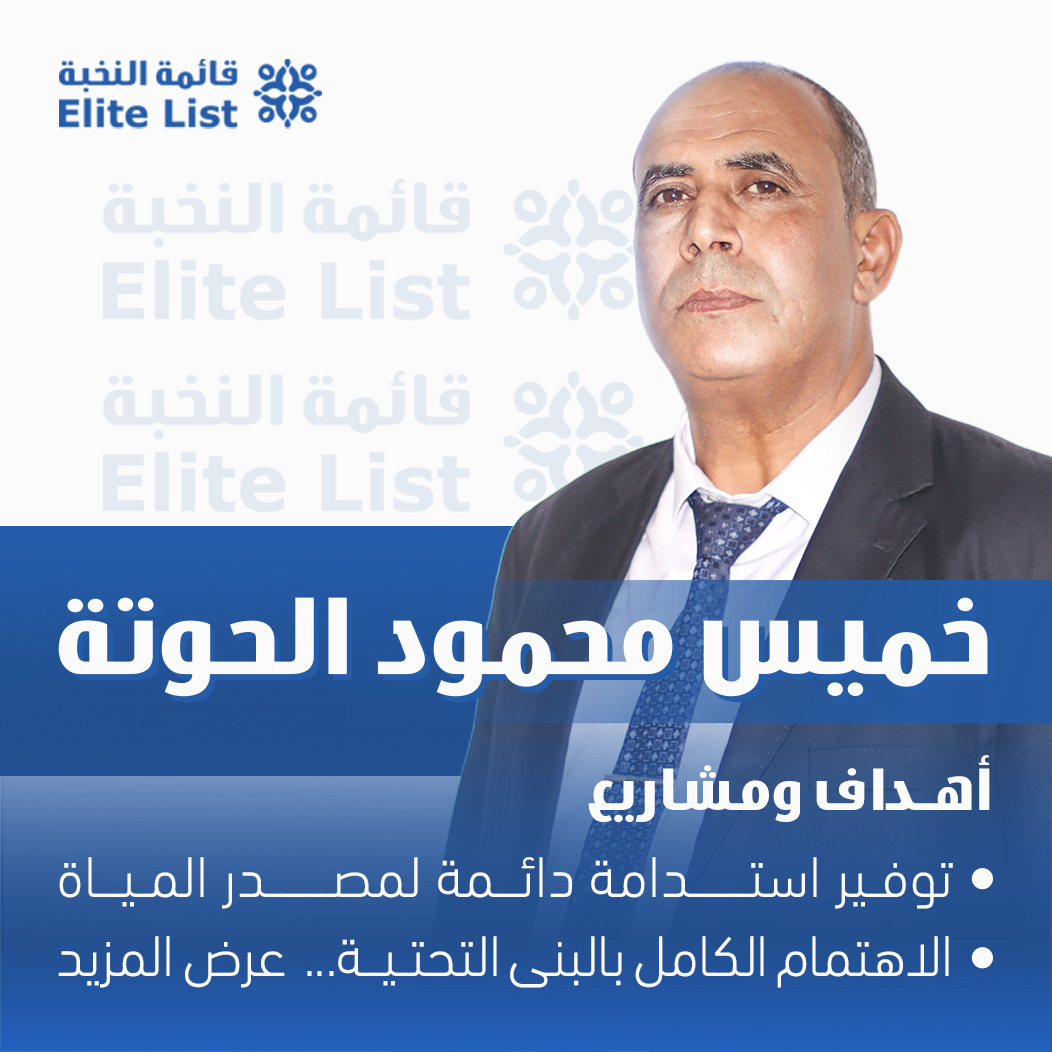 قائمة النخبة
Elite List
قائمة النخبة
Elite List
قائمة النخبة
Elite List
خميس محمود الحوتة
أهداف ومشاريع
• توفير استدامة دائمة لمصدر المياة
• الاهتمام الكامل بالبنى التحتية... عرض المزيد